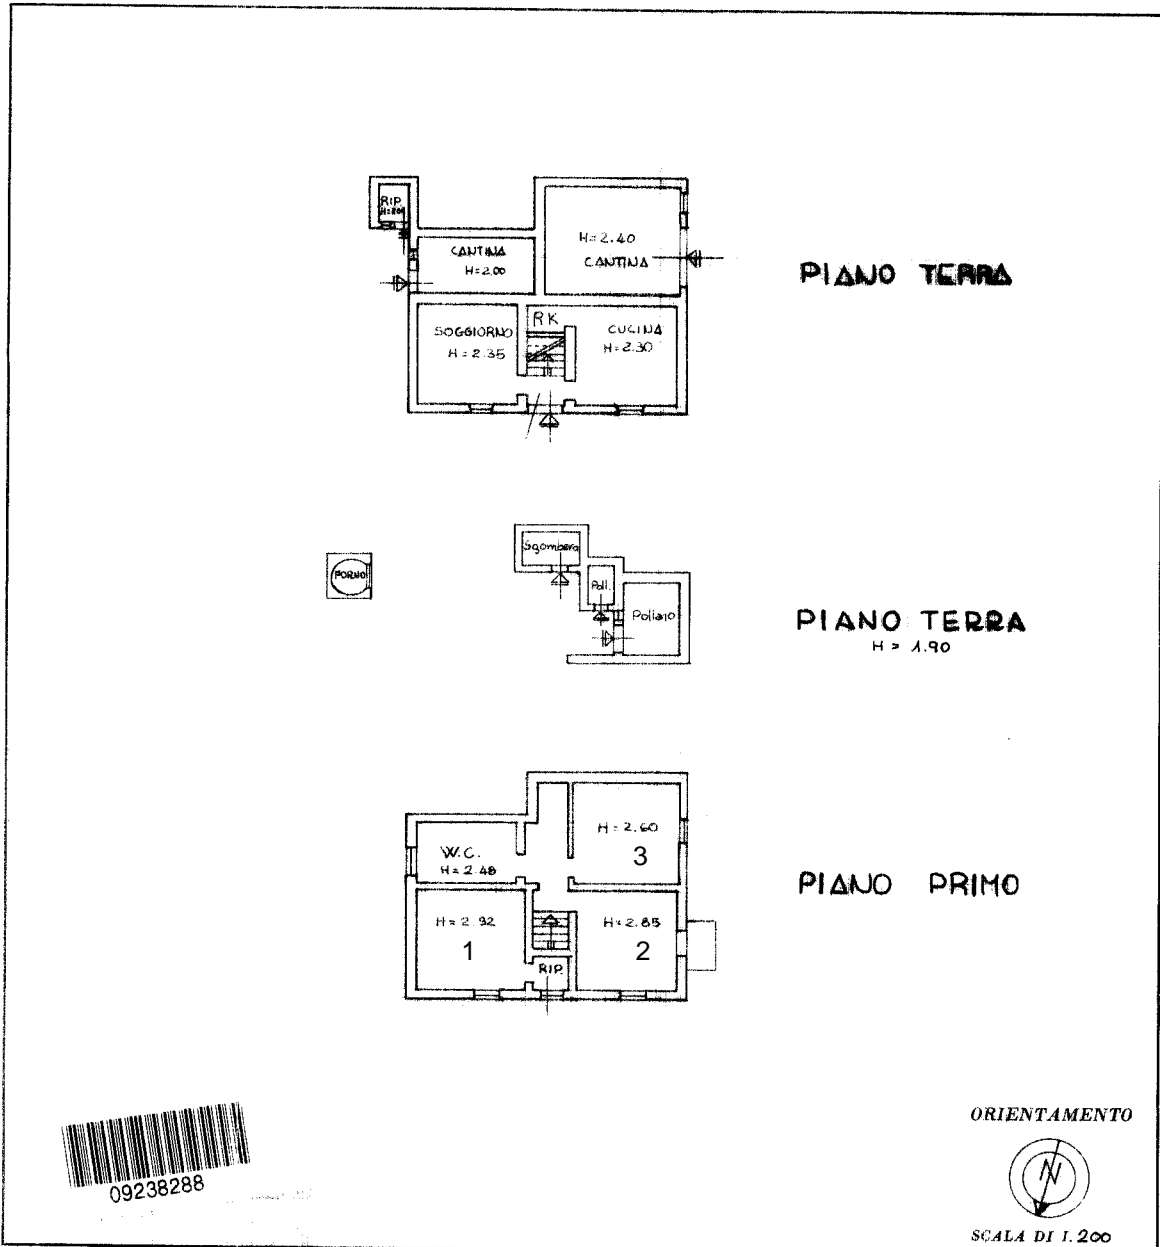 RIP.
H=2.00
CANTINA
H=2.00
H=2.40
CANTINA
PIANO TERRA
SOGGIORNO
H=2.35
RK
CUCINA
H=2.30
FORNO
Sgombero
Poll.
Pollaio
PIANO TERRA
H = 1.90
W.C.
H=2.48
H=2.60
3
PIANO PRIMO
H=2.92
1
H=2.85
2
RIP.
09238288
ORIENTAMENTO
N
SCALA DI 1.200